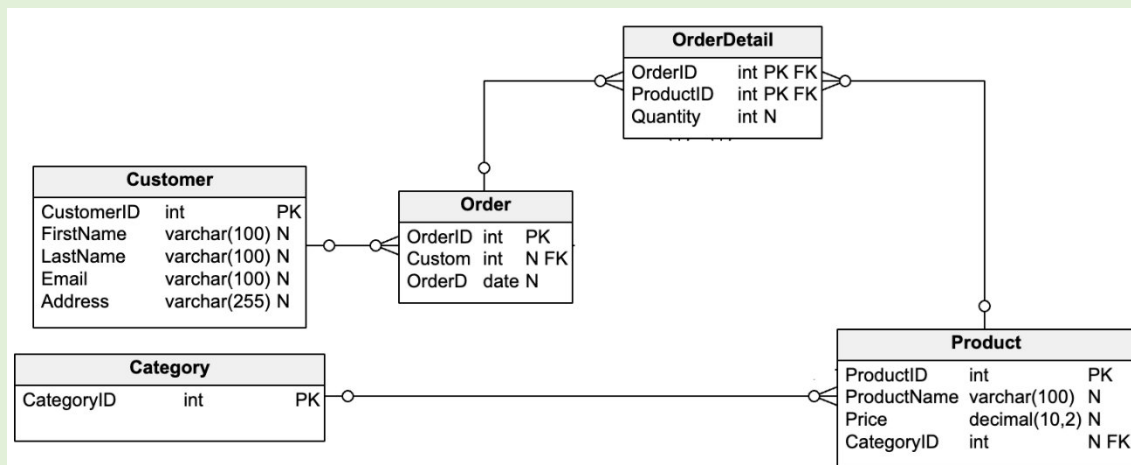 OrderDetail
OrderID int PK FK
ProductID int PK FK
Quantity int N
Customer
CustomerID int PK
FirstName varchar(100) N
LastName varchar(100) N
Email varchar(100) N
Address varchar(255) N
Order
OrderID int PK
Custom int N FK
OrderD date N
Category
CategoryID int PK
Product
ProductID int PK
ProductName varchar(100) N
Price decimal(10,2) N
CategoryID int N FK